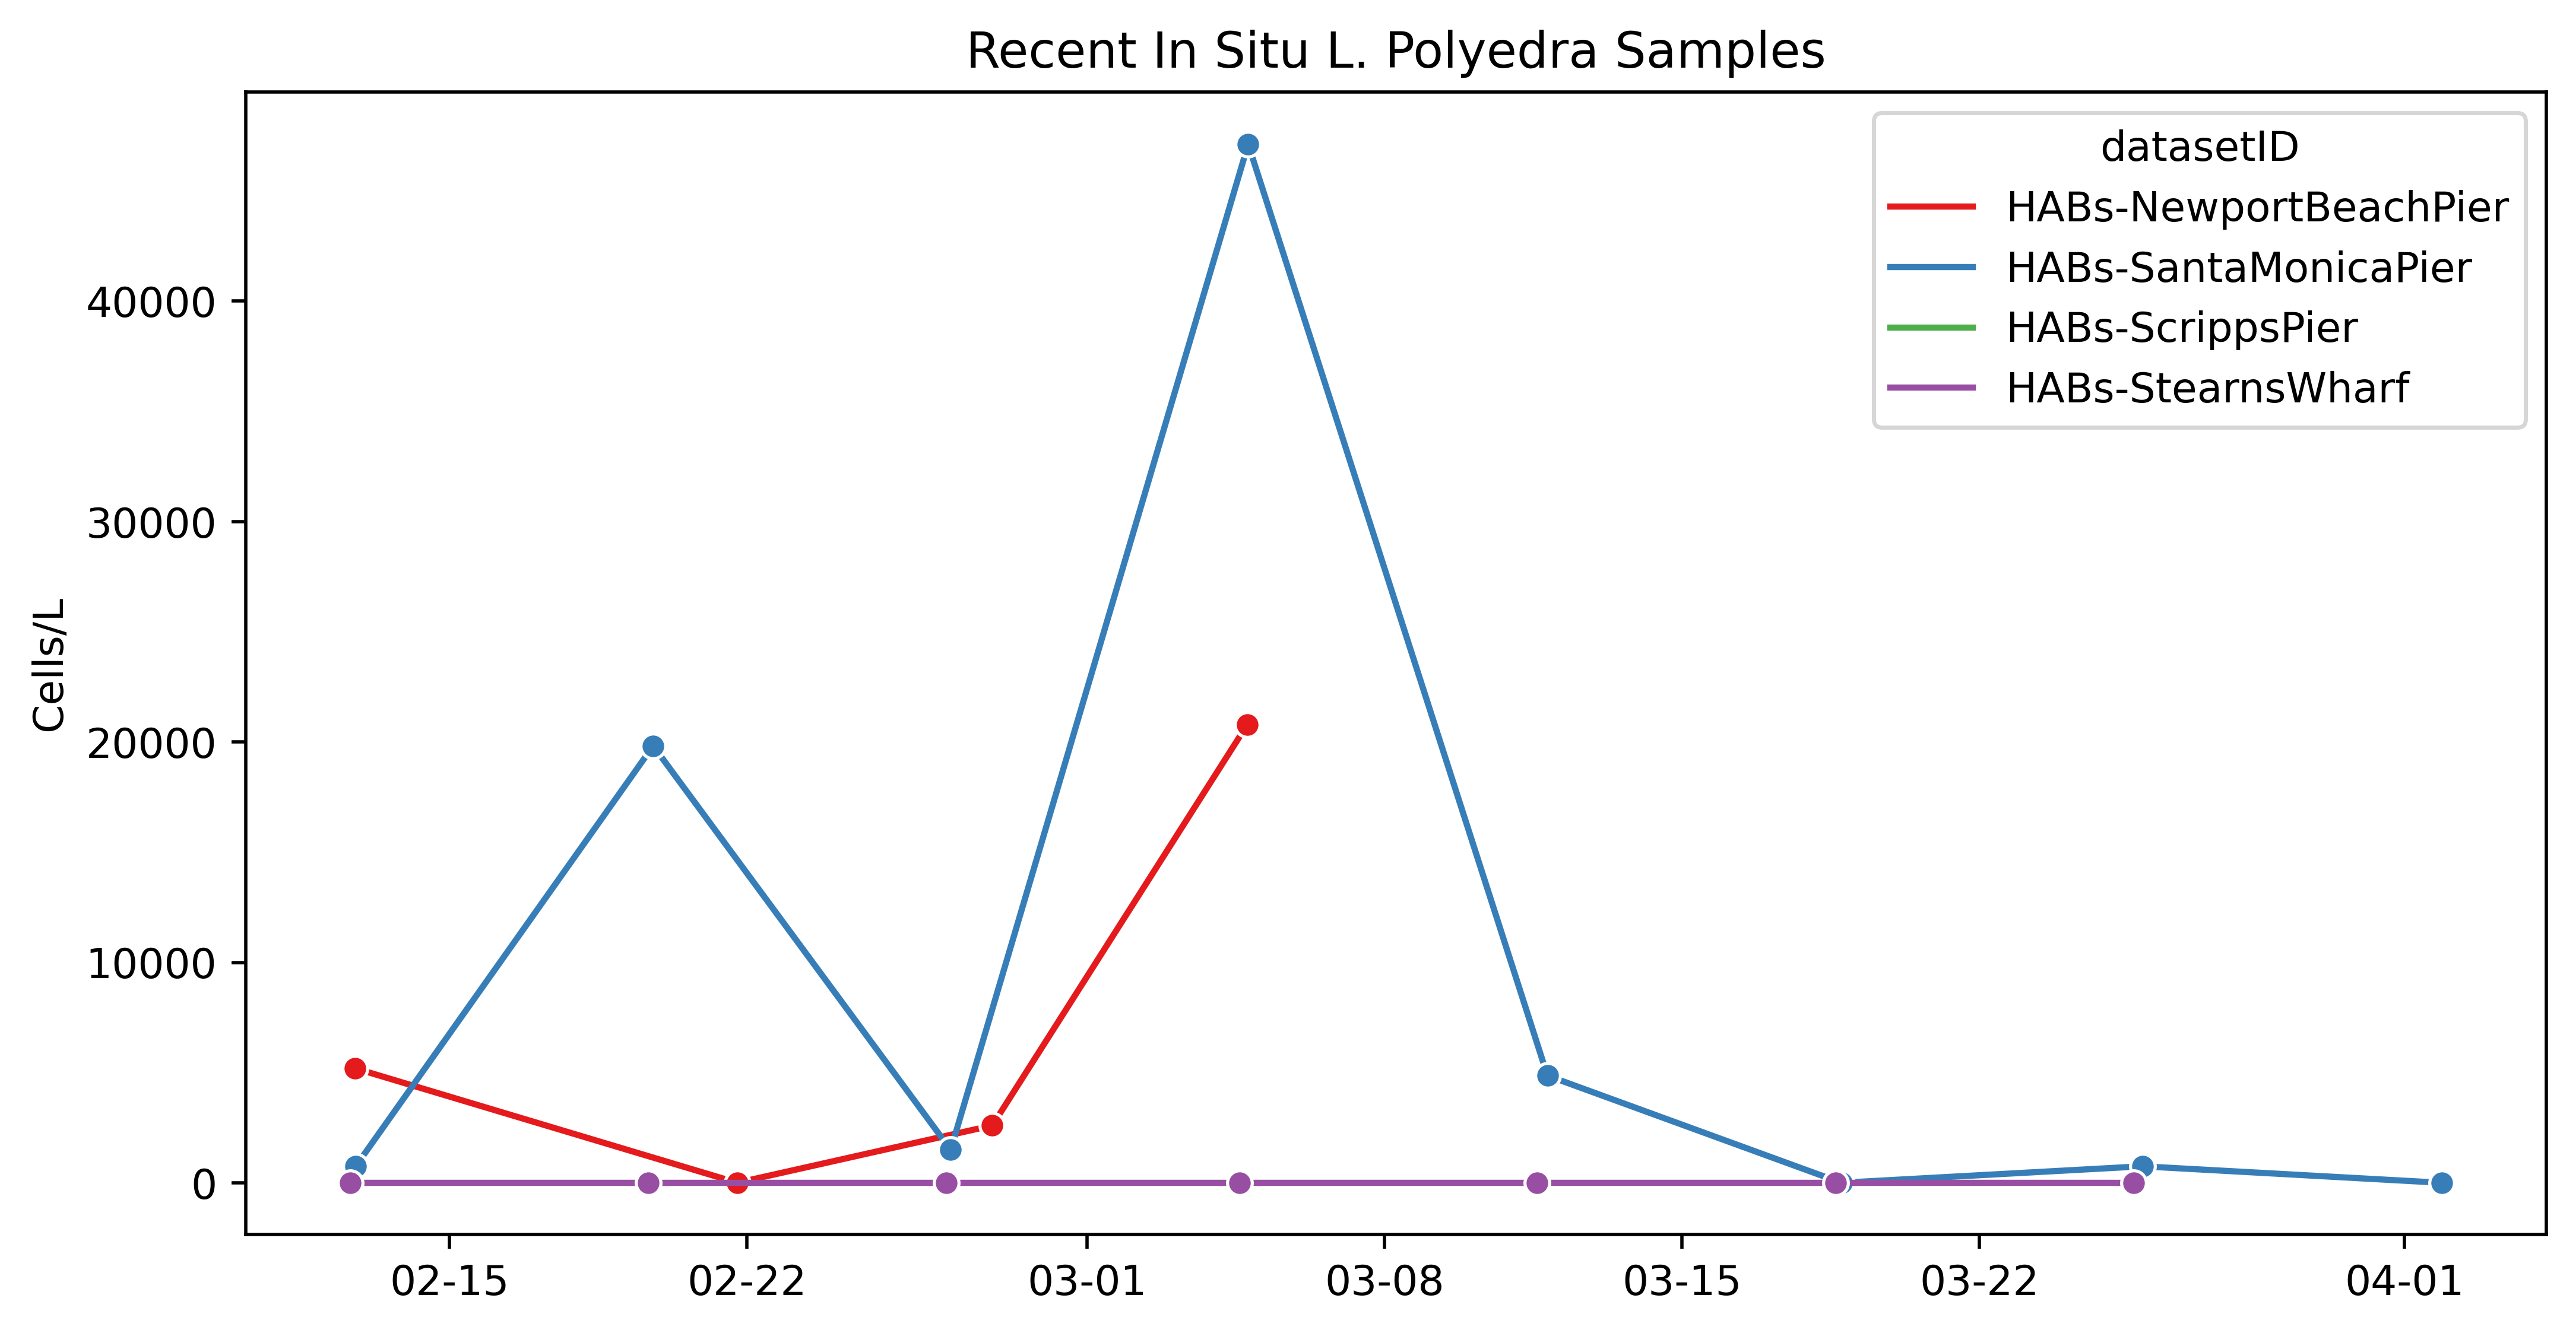 Recent In Situ L. Polyedra Samples
datasetID
HABs-NewportBeachPier
HABs-SantaMonicaPier
HABs-ScrippsPier
HABs-StearnsWharf
Cells/L
40000
30000
20000
10000
0
02-15 02-22 03-01 03-08 03-15 03-22 04-01